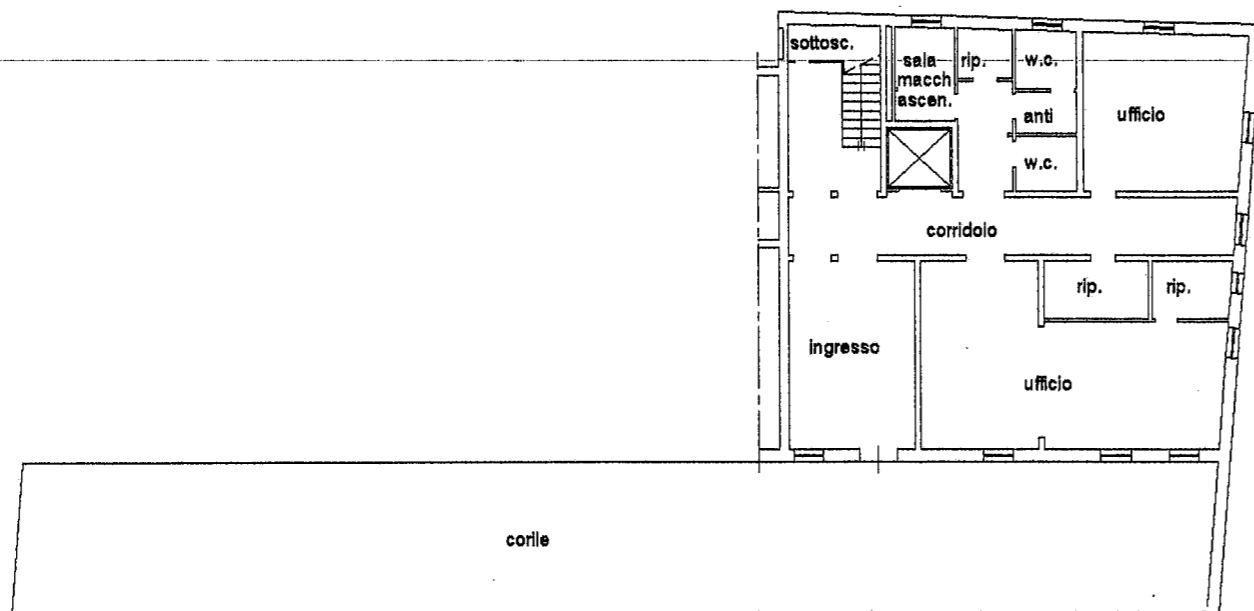 sottosc.
sala
macch
ascen.
rip.
w.c.
anti
w.c.
ufficio
corridoio
rip.
rip.
ingresso
ufficio
corile